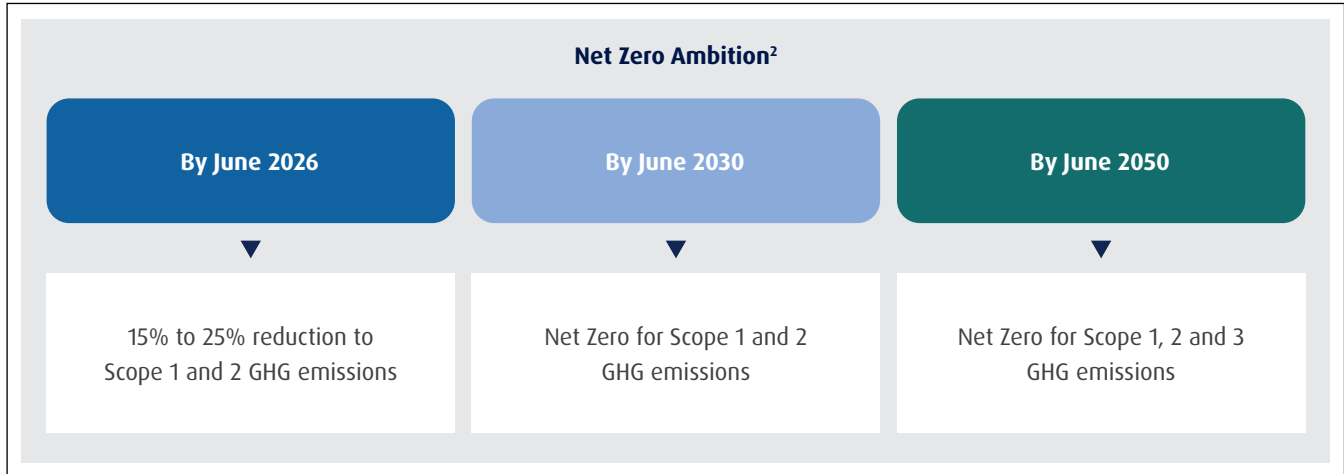 Net Zero Ambition²
By June 2026
By June 2030
By June 2050
15% to 25% reduction to
Scope 1 and 2 GHG emissions
Net Zero for Scope 1 and 2
GHG emissions
Net Zero for Scope 1, 2 and 3
GHG emissions